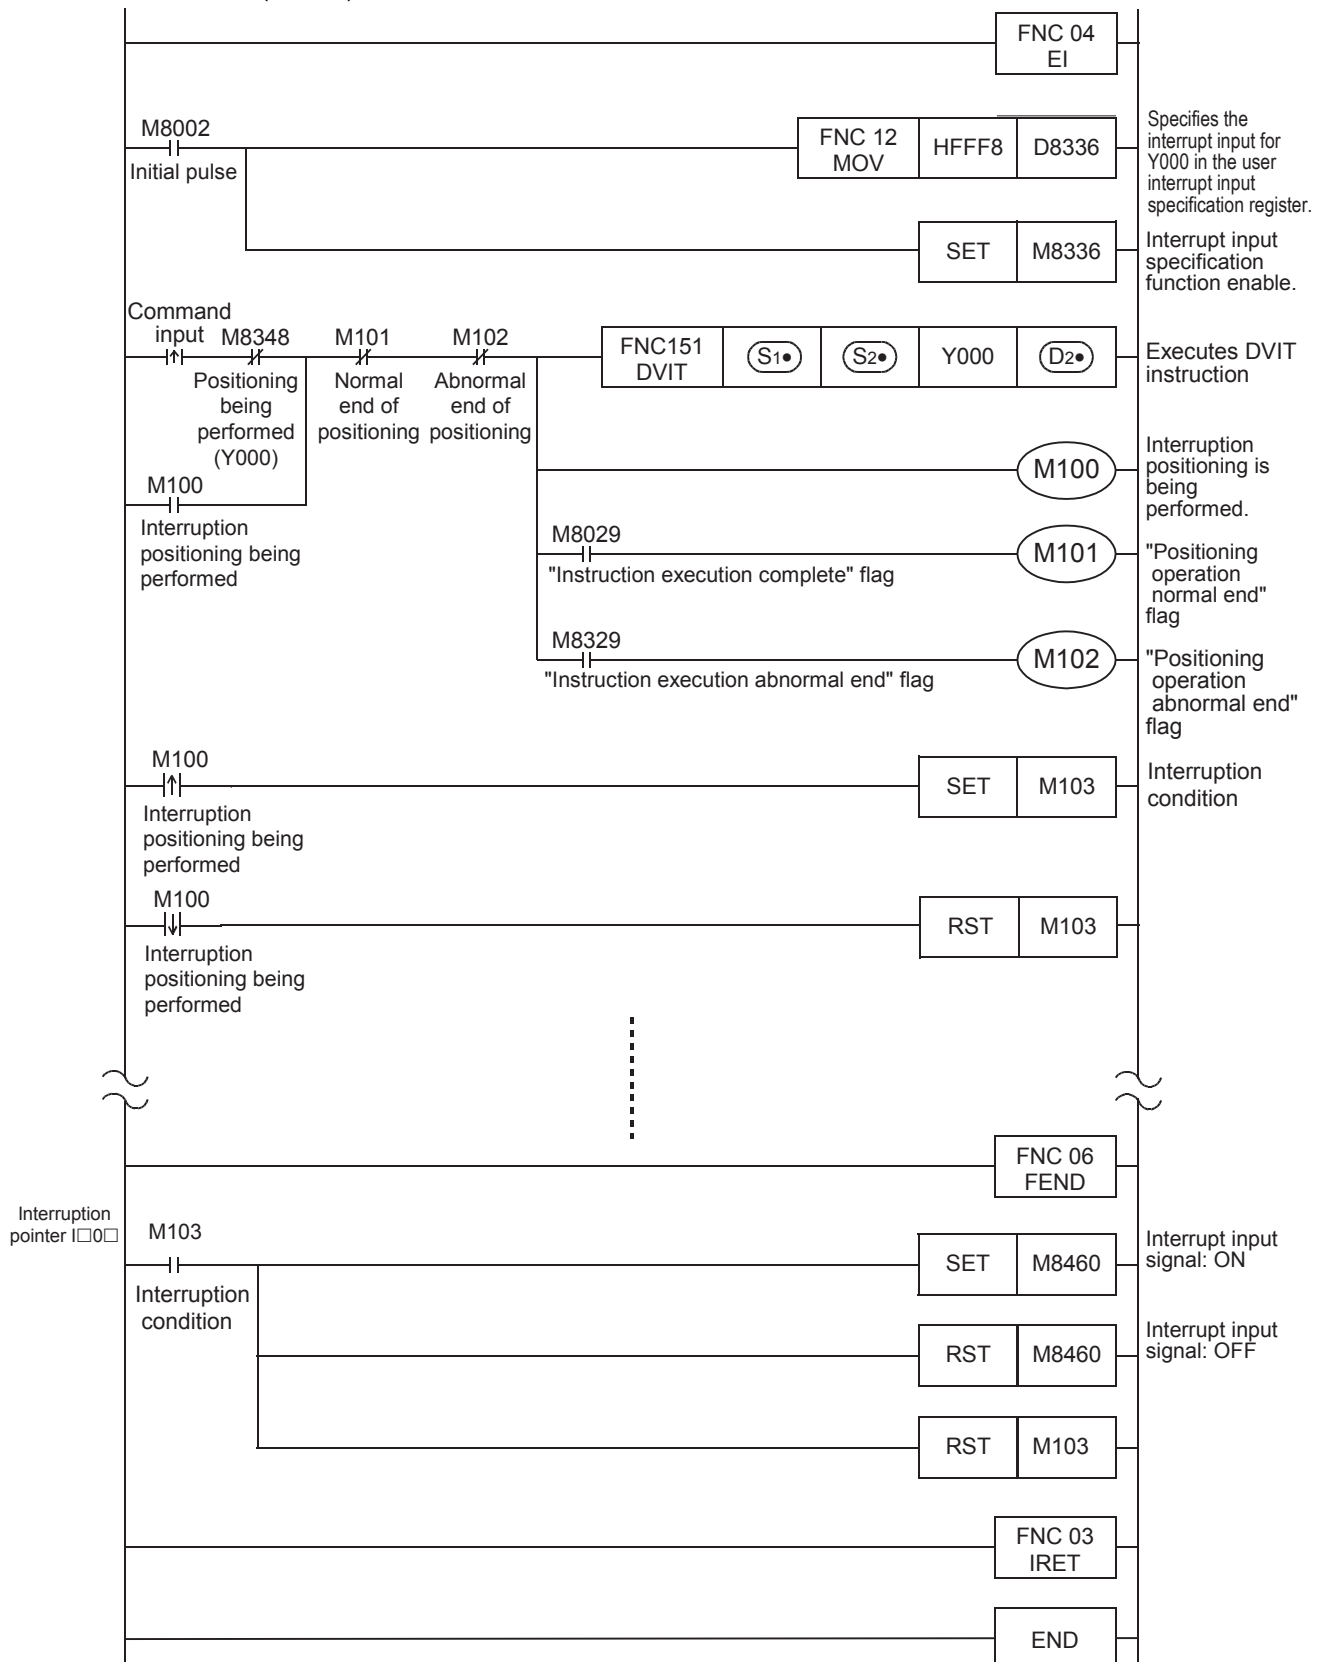 FNC 04
EI
M8002
Initial pulse
FNC 12
MOV
HFFF8
D8336
Specifies the
interrupt input for
Y000 in the user
interrupt input
specification register.
SET
M8336
Interrupt input
specification
function enable.
Command
input
M8348
Positioning
being
performed
(Y000)
M101
Normal
end of
positioning
M102
Abnormal
end of
positioning
FNC151
DVIT
S1•
S2•
Y000
D2•
Executes DVIT
instruction
M100
Interruption
positioning being
performed
M100
Interruption
positioning is
being
performed.
M8029
"Instruction execution complete" flag
M101
"Positioning
operation
normal end"
flag
M8329
"Instruction execution abnormal end" flag
M102
"Positioning
operation
abnormal end"
flag
M100
Interruption
positioning being
performed
SET
M103
Interruption
condition
M100
Interruption
positioning being
performed
RST
M103
FNC 06
FEND
Interruption
pointer I□0□
M103
Interruption
condition
SET
M8460
Interrupt input
signal: ON
RST
M8460
Interrupt input
signal: OFF
RST
M103
FNC 03
IRET
END